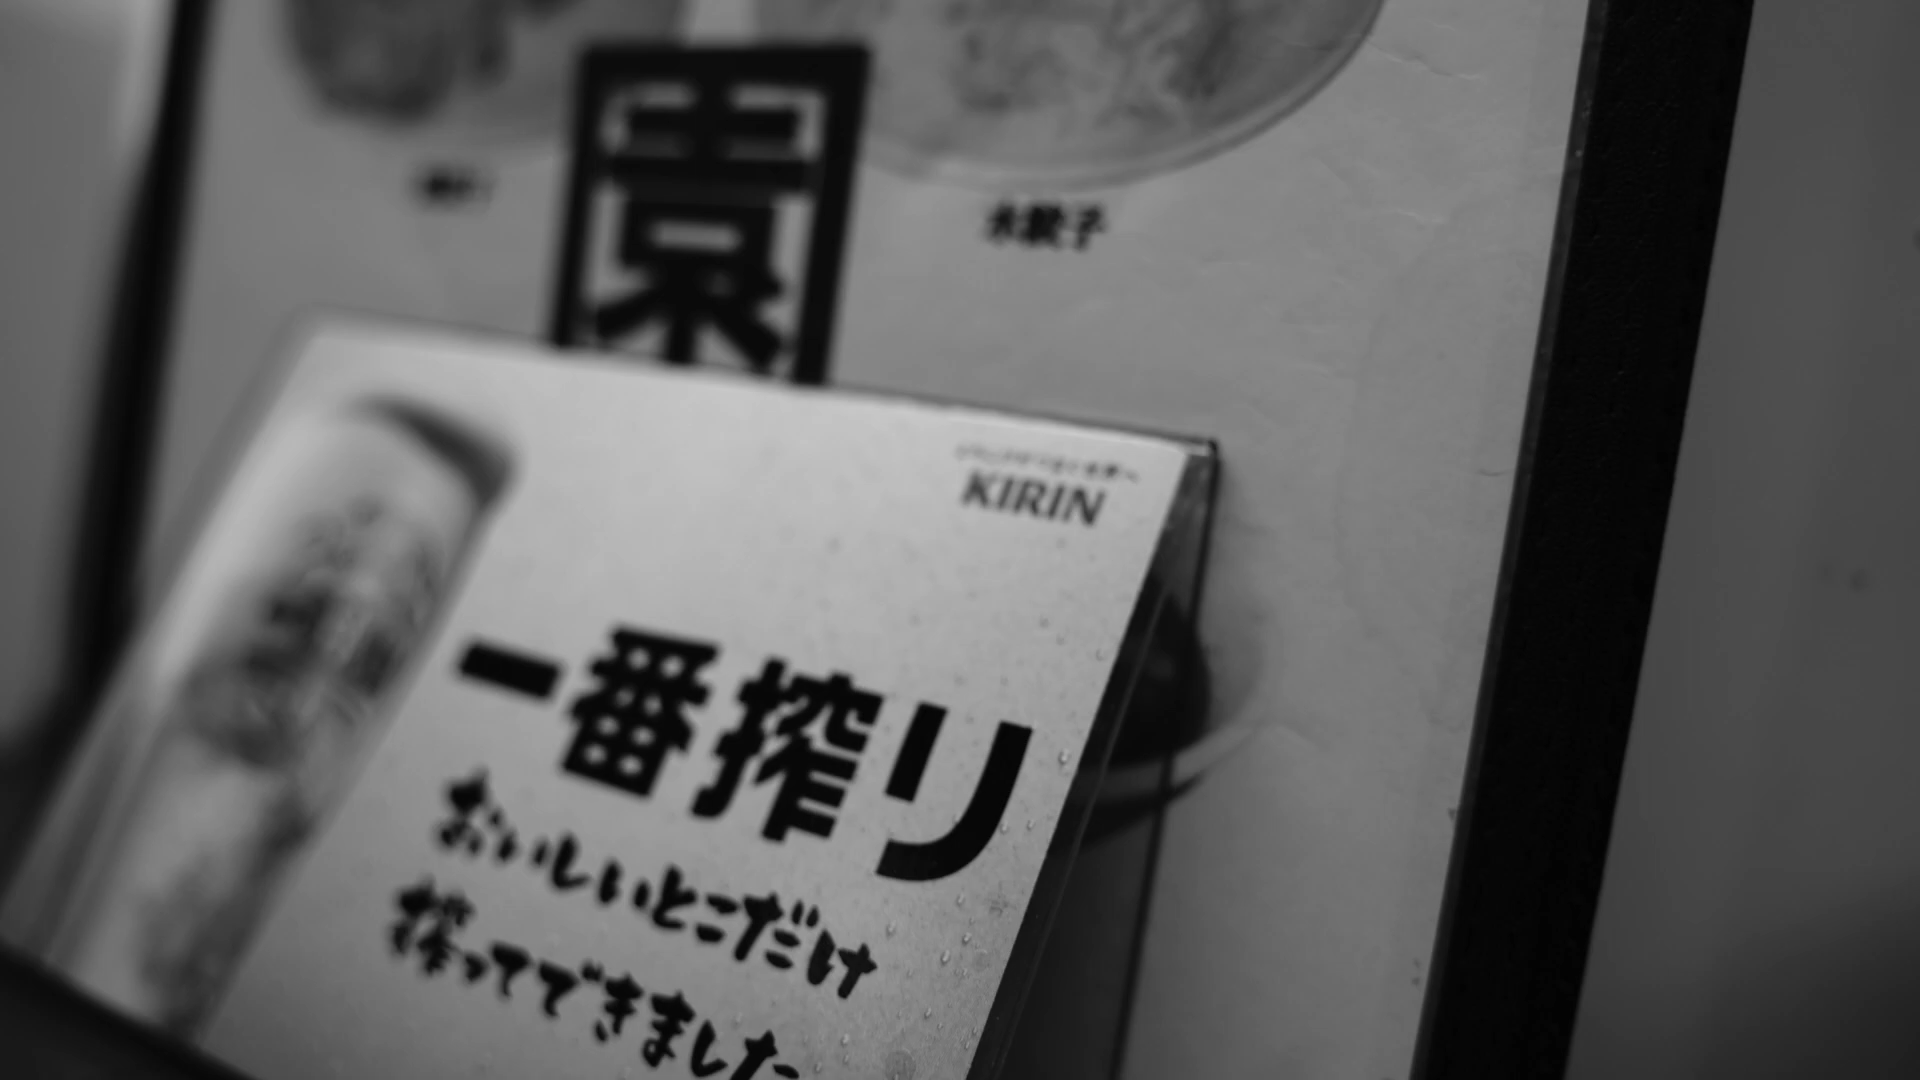 園
水餃子
KIRIN
一番搾り
おいしいとこだけ
搾ってできました